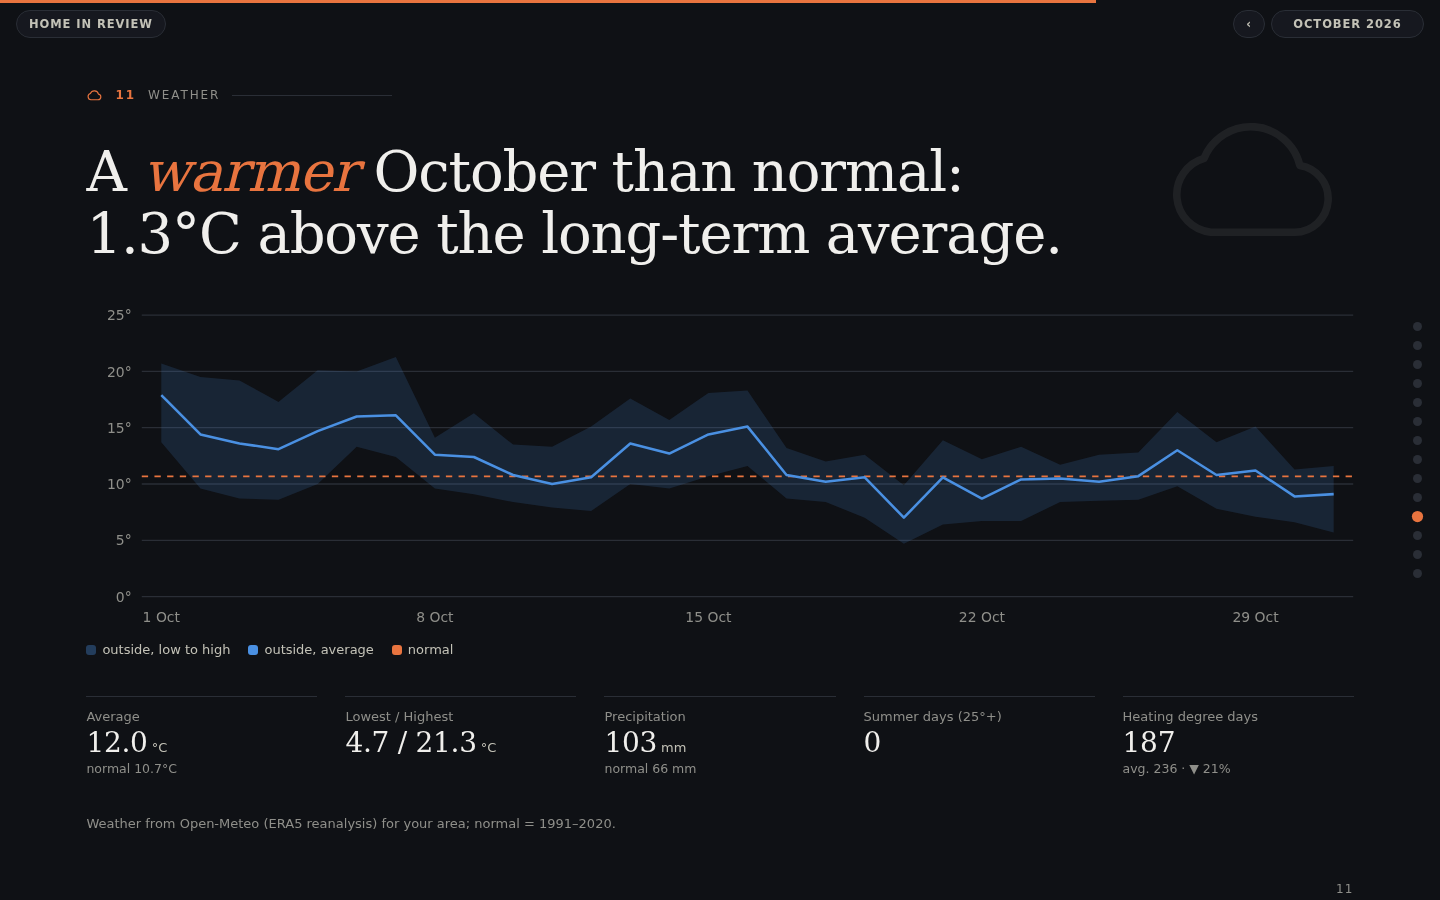 HOME IN REVIEW
‹
OCTOBER 2026
11 WEATHER
A warmer October than normal:
1.3°C above the long-term average.
25°
20°
15°
10°
5°
0°
1 Oct
8 Oct
15 Oct
22 Oct
29 Oct
outside, low to high
outside, average
normal
Average
12.0 °C
normal 10.7°C
Lowest / Highest
4.7 / 21.3 °C
Precipitation
103 mm
normal 66 mm
Summer days (25°+)
0
Heating degree days
187
avg. 236 · ▼ 21%
Weather from Open-Meteo (ERA5 reanalysis) for your area; normal = 1991–2020.
11